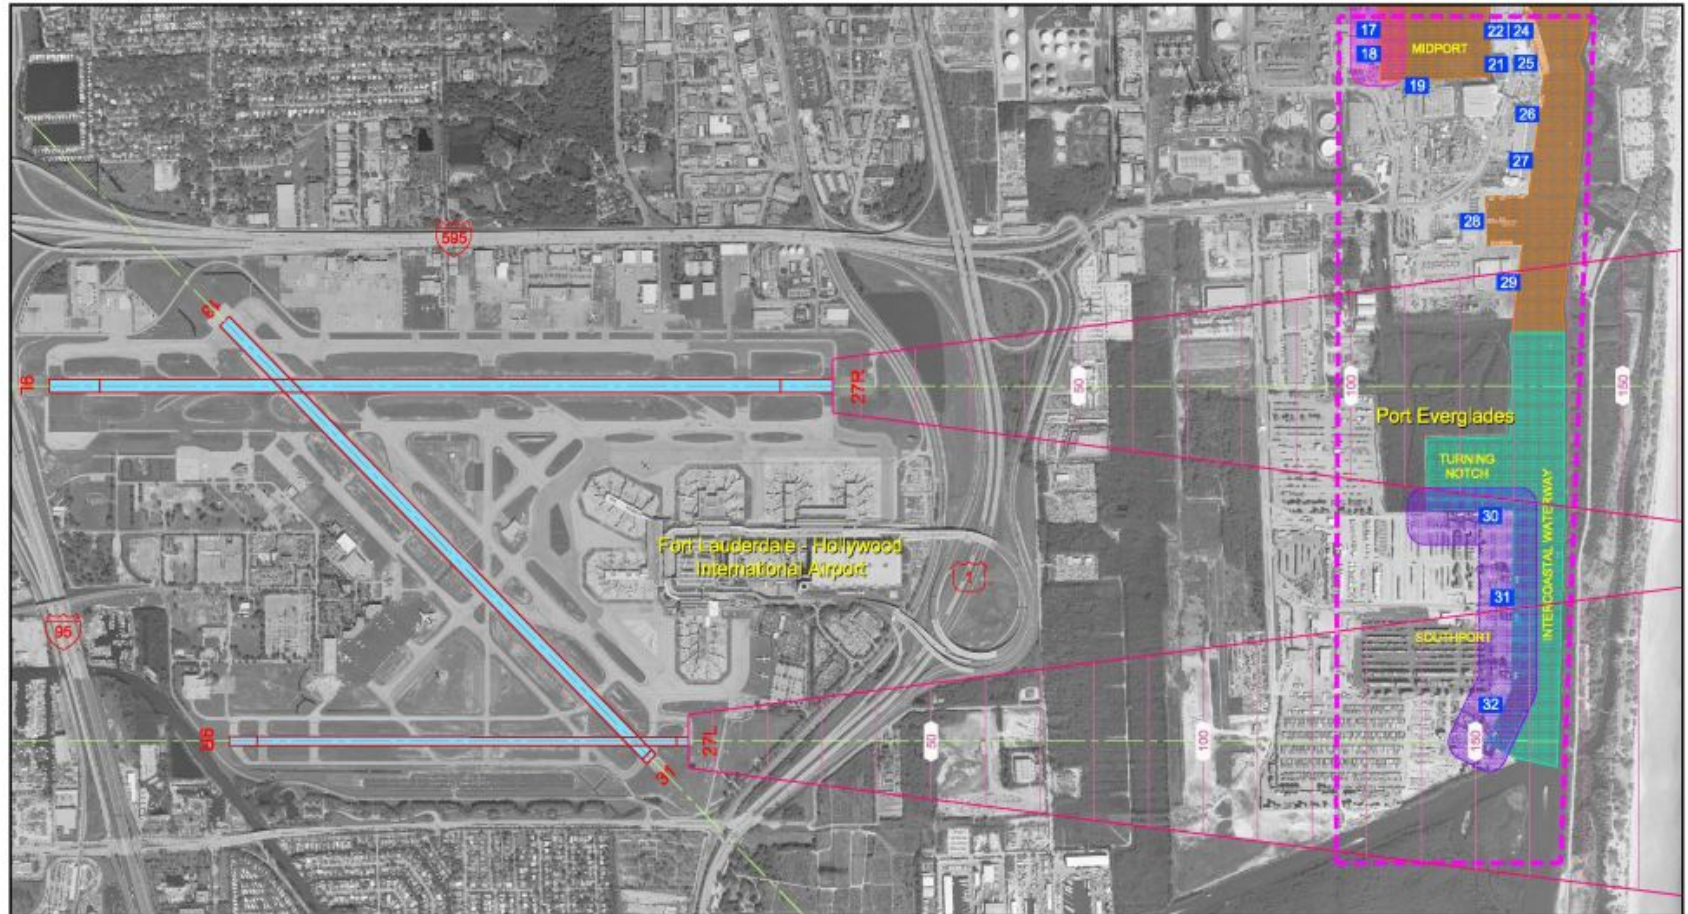 17
22
24
18
MIDPORT
21
25
19
26
27
28
595
29
13
9L
27R
50
100
150
Port Everglades
TURNING
NOTCH
INTERCOASTAL WATERWAY
30
Fort Lauderdale - Hollywood
International Airport
1
31
95
SOUTHPORT
32
9R
27L
50
100
150
31